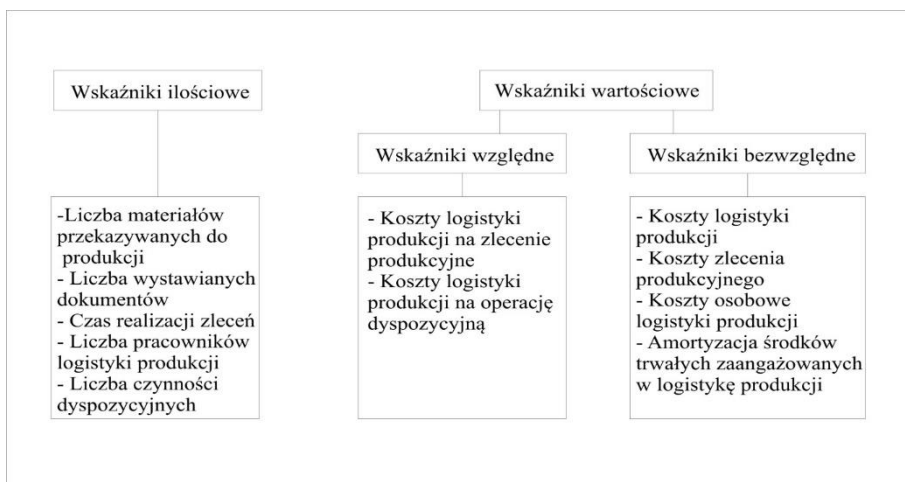 Wskaźniki ilościowe
-Liczba materiałów
przekazywanych do
produkcji
- Liczba wystawianych
dokumentów
- Czas realizacji zleceń
- Liczba pracowników
logistyki produkcji
- Liczba czynności
dyspozycyjnych
Wskaźniki wartościowe
Wskaźniki względne
- Koszty logistyki
produkcji na zlecenie
produkcyjne
- Koszty logistyki
produkcji na operację
dyspozycyjną
Wskaźniki bezwzględne
- Koszty logistyki
produkcji
- Koszty zlecenia
produkcyjnego
- Koszty osobowe
logistyki produkcji
- Amortyzacja środków
trwałych zaangażowanych
w logistykę produkcji